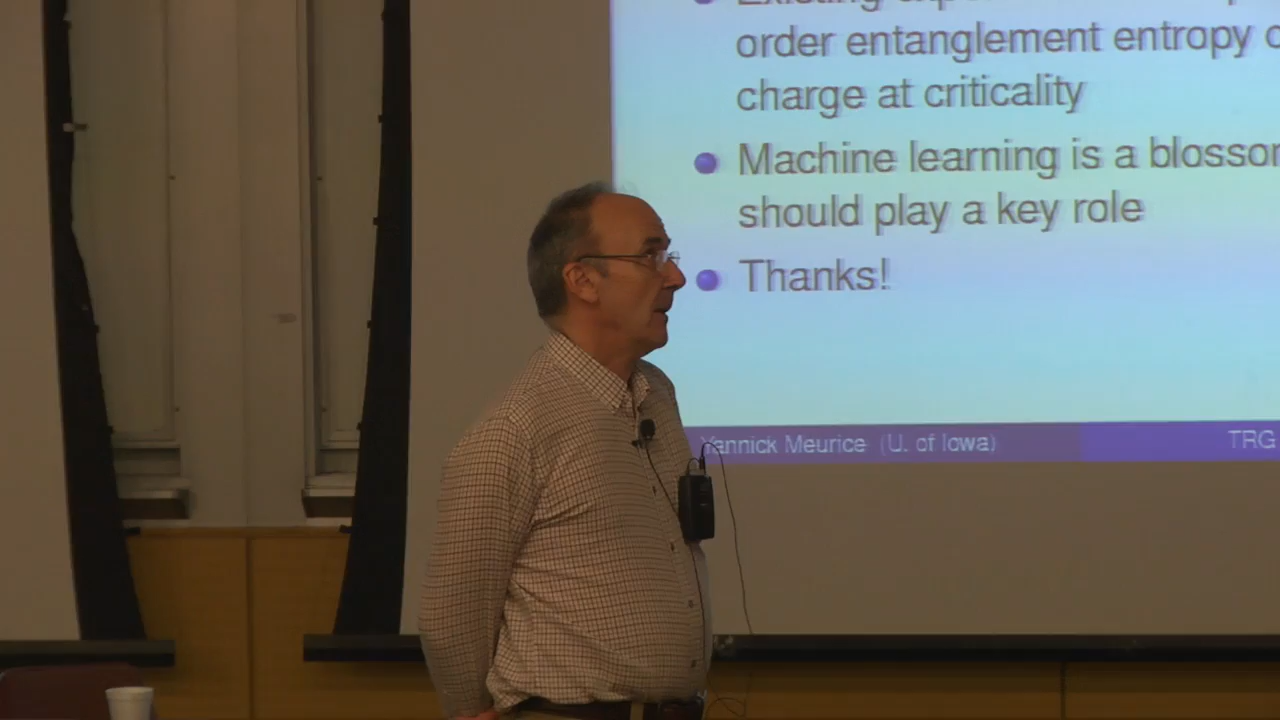 Existing
order entanglement entropy
charge at criticality
Machine learning is a
should play a key role
Thanks!
Yannick Meurice (U. of Iowa) TRG